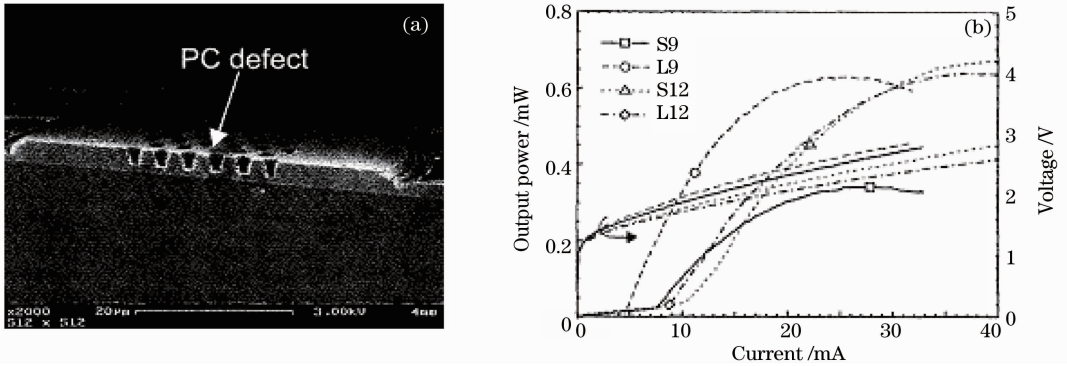 (a)
PC defect
x2000
20μm
3.00kV
4mm
512 x 512
(b)
S9
L9
S12
L12
Output power /mW
0.8
0.6
0.4
0.2
0
Voltage /V
5
4
3
2
1
0
0
10
20
30
40
Current /mA